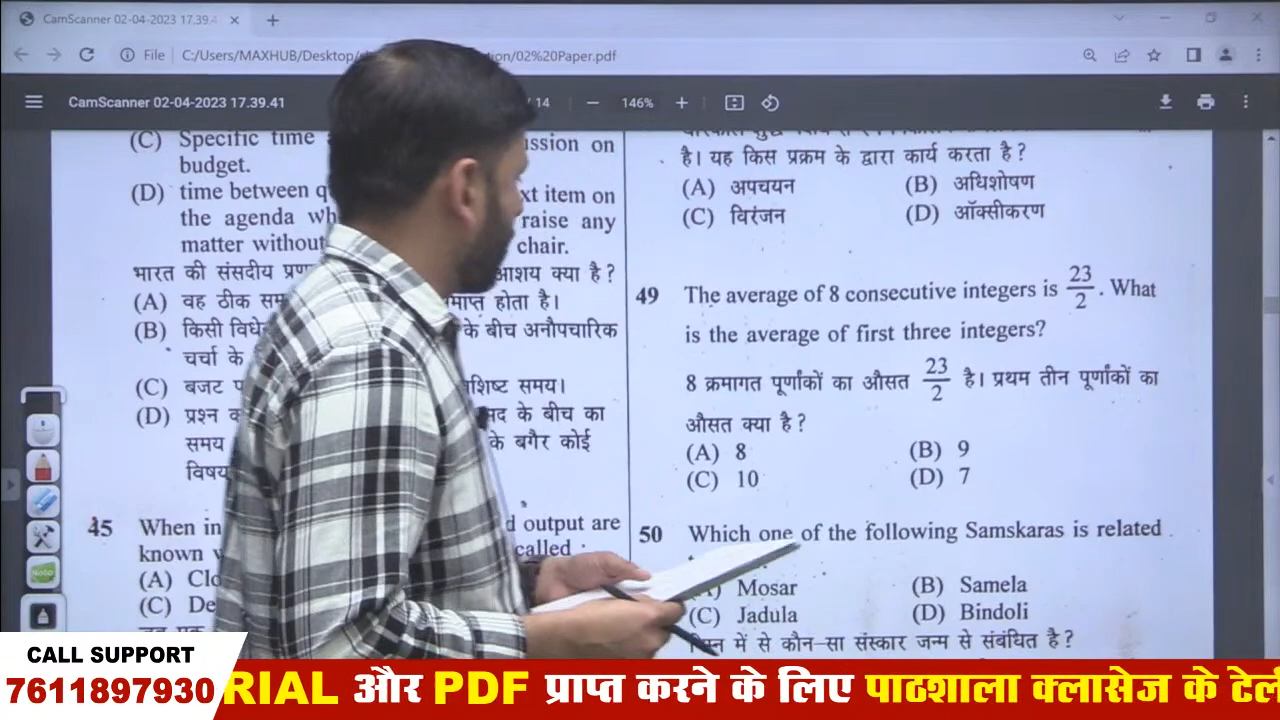 CamScanner 02-04-2023 17.39.4
File C:/Users/MAXHUB/Desktop/ on/02%20Paper.pdf
CamScanner 02-04-2023 17.39.41 / 14 146%
(C) Specific time ssion on
budget.
(D) time between q xt item on
the agenda wh raise any
matter without chair.
भारत की संसदीय आशय क्या है?
(A) वह ठीक सम माप्त होता है।
(B) किसी विधे के बीच अनौपचारिक
चर्चा के
(C) बजट प शिष्ट समय।
(D) प्रश्न मद के बीच का
समय के बगैर कोई
विषय
45 When in output are
known called :
(A) Clo
(C) De
है। यह किस प्रक्रम के द्वारा कार्य करता है?
(A) अपचयन (B) अधिशोषण
(C) विरंजन (D) ऑक्सीकरण
49 The average of 8 consecutive integers is 23/2. What
is the average of first three integers?
8 क्रमागत पूर्णांकों का औसत 23/2 है। प्रथम तीन पूर्णांकों का
औसत क्या है?
(A) 8 (B) 9
(C) 10 (D) 7
50 Which one of the following Samskaras is related
(A) Mosar (B) Samela
(C) Jadula (D) Bindoli
में से कौन-सा संस्कार जन्म से संबंधित है?
CALL SUPPORT
7611897930
RIAL और PDF प्राप्त करने के लिए पाठशाला क्लासेज के टेली